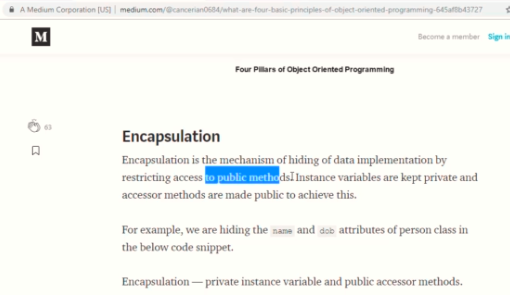 A Medium Corporation [US] | medium.com/@cancerian0684/what-are-four-basic-principles-of-object-oriented-programming-645af8b43727
M
Become a member Sign in
Four Pillars of Object Oriented Programming
83
Encapsulation
Encapsulation is the mechanism of hiding of data implementation by
restricting access to public methods. Instance variables are kept private and
accessor methods are made public to achieve this.
For example, we are hiding the name and dob attributes of person class in
the below code snippet.
Encapsulation — private instance variable and public accessor methods.